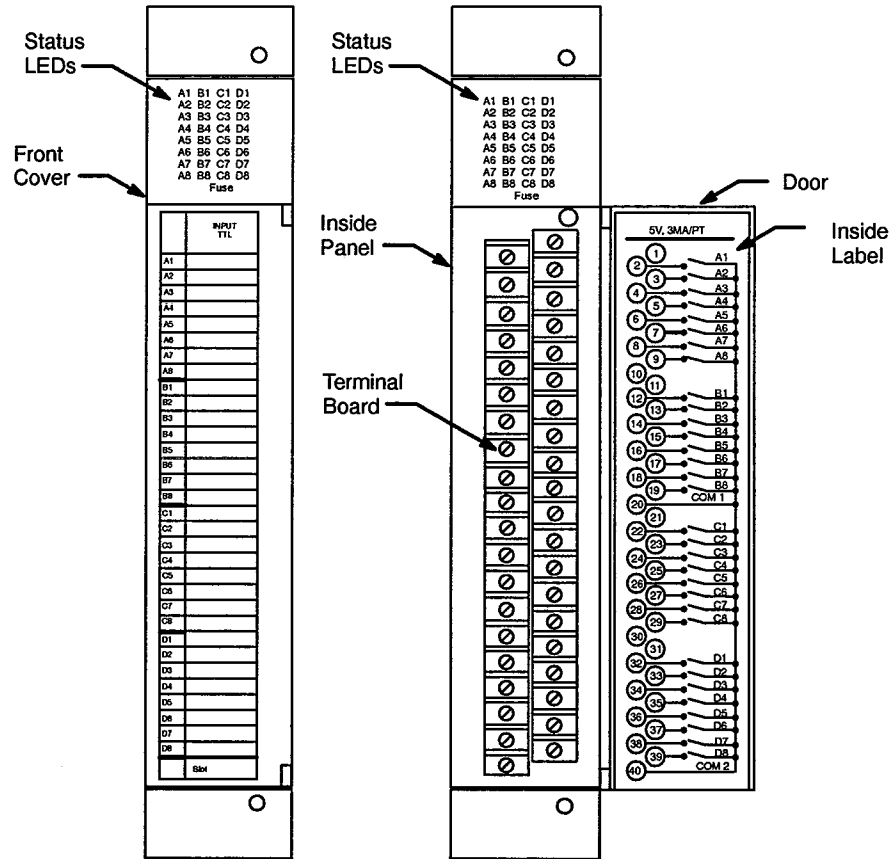 Status
LEDs
A1 B1 C1 D1
A2 B2 C2 D2
A3 B3 C3 D3
A4 B4 C4 D4
A5 B5 C5 D5
A6 B6 C6 D6
A7 B7 C7 D7
A8 B8 C8 D8
Fuse
Front
Cover
INPUT
TTL
A1
A2
A3
A4
A5
A6
A7
A8
B1
B2
B3
B4
B5
B6
B7
B8
C1
C2
C3
C4
C5
C6
C7
C8
D1
D2
D3
D4
D5
D6
D7
D8
Slot
Status
LEDs
A1 B1 C1 D1
A2 B2 C2 D2
A3 B3 C3 D3
A4 B4 C4 D4
A5 B5 C5 D5
A6 B6 C6 D6
A7 B7 C7 D7
A8 B8 C8 D8
Fuse
Inside
Panel
Terminal
Board
Door
Inside
Label
5V, 3MA/PT
1
2 A1
3 A2
4 A3
5 A4
6 A5
7 A6
8 A7
9 A8
10
11
12 B1
13 B2
14 B3
15 B4
16 B5
17 B6
18 B7
19 B8
20 COM 1
21
22 C1
23 C2
24 C3
25 C4
26 C5
27 C6
28 C7
29 C8
30
31
32 D1
33 D2
34 D3
35 D4
36 D5
37 D6
38 D7
39 D8
40 COM 2